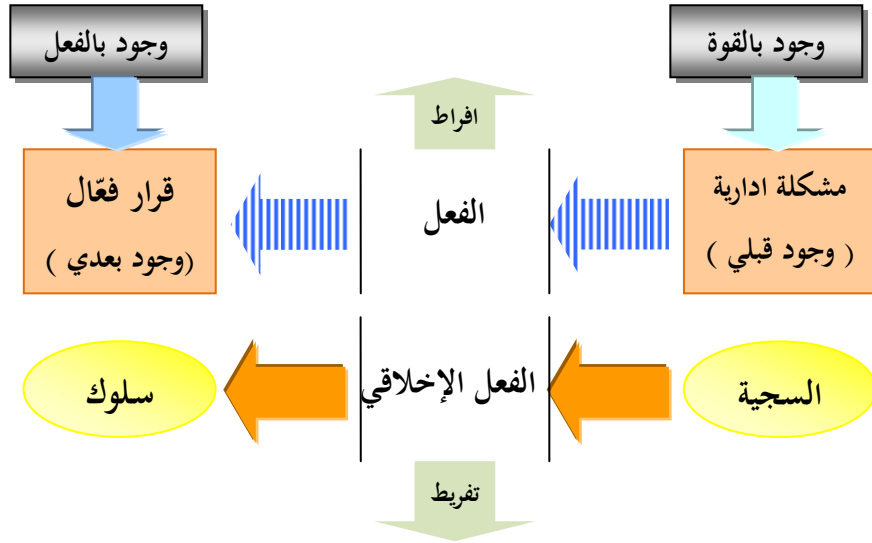 وجود بالقوة
وجود بالفعل
افراط
مشكلة ادارية
( وجود قبلي )
الفعل
قرار فعّال
(وجود بعدي )
السجية
الفعل الإخلاقي
سلوك
تفريط